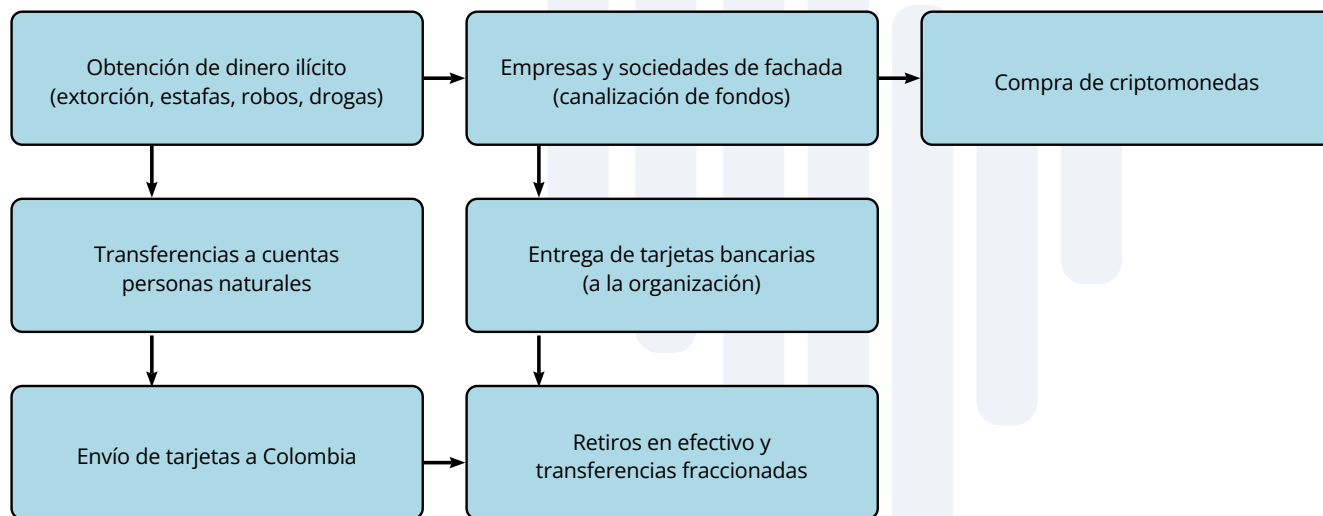 Obtención de dinero ilícito
(extorción, estafas, robos, drogas)
Empresas y sociedades de fachada
(canalización de fondos)
Compra de criptomonedas
Transferencias a cuentas
personas naturales
Entrega de tarjetas bancarias
(a la organización)
Envío de tarjetas a Colombia
Retiros en efectivo y
transferencias fraccionadas